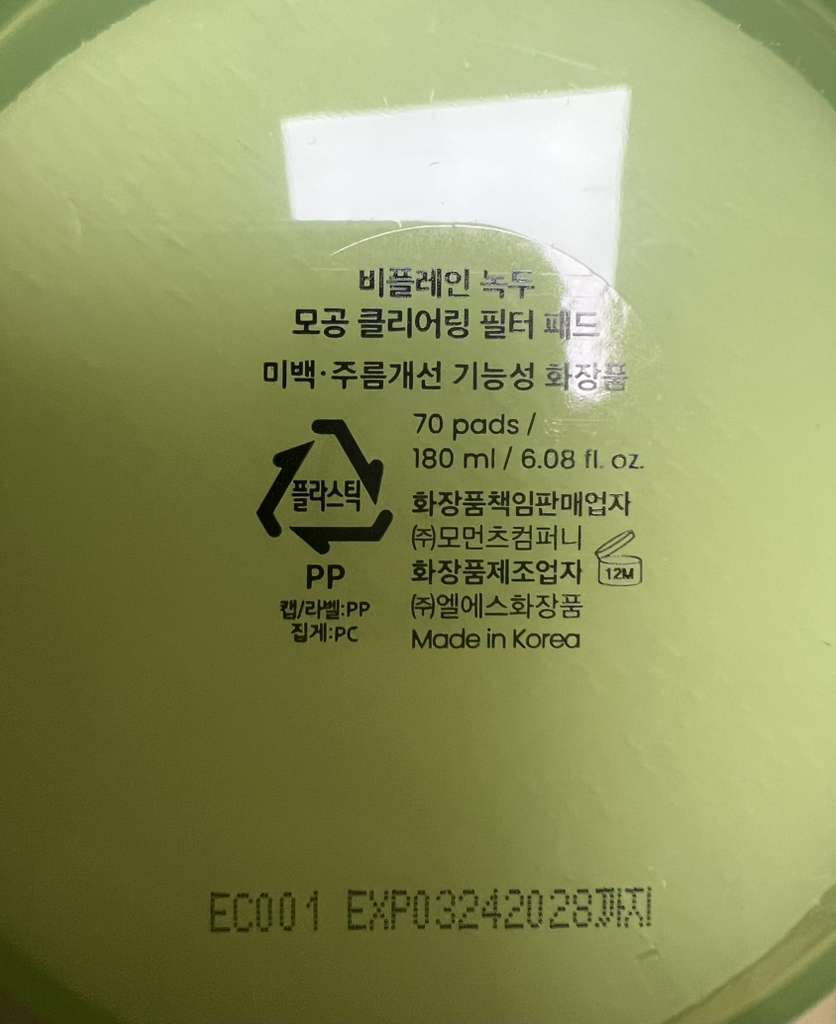 비플레인 녹두
모공 클리어링 필터 패드
미백·주름개선 기능성 화장품
플라스틱
PP
캡/라벨:PP
집게:PC
70 pads /
180 ml / 6.08 fl. oz.
화장품책임판매업자
㈜모먼츠컴퍼니
화장품제조업자
㈜엘에스화장품
Made in Korea
12M
EC001 EXP03242028까지